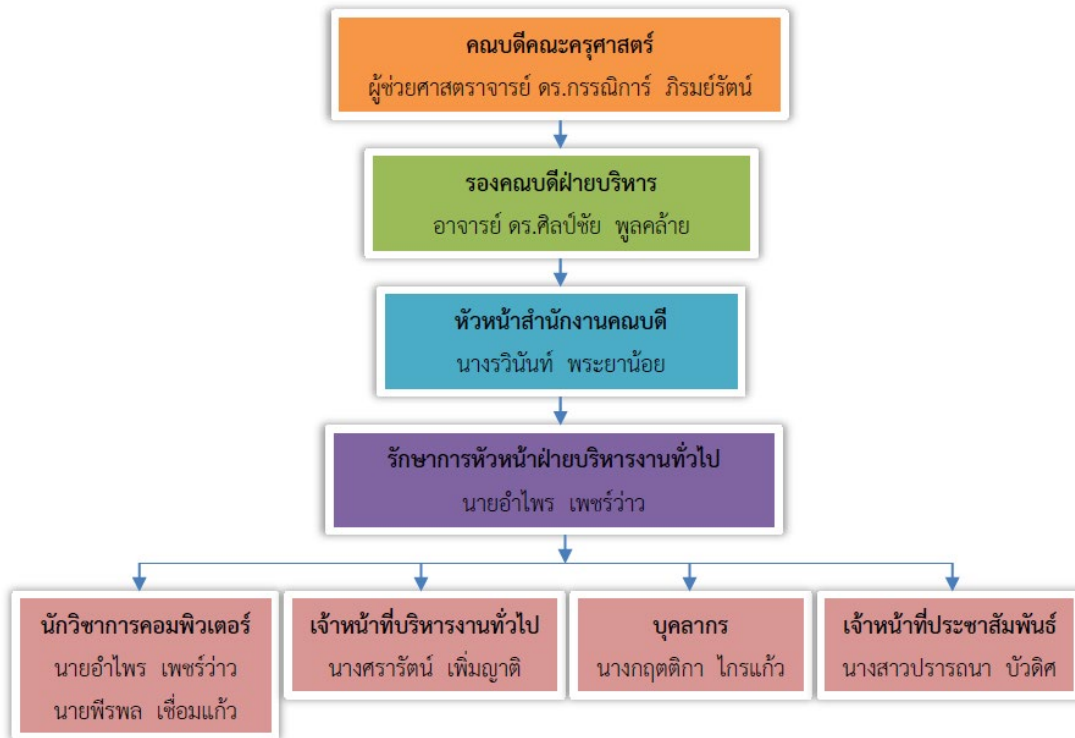 คณบดีคณะครุศาสตร์
ผู้ช่วยศาสตราจารย์ ดร.กรรณิการ์ ภิรมย์รัตน์
รองคณบดีฝ่ายบริหาร
อาจารย์ ดร.ศิลป์ชัย พูลคล้าย
หัวหน้าสำนักงานคณบดี
นางรวินันท์ พระยาน้อย
รักษาการหัวหน้าฝ่ายบริหารงานทั่วไป
นายอำไพร เพชร์ว่าว
นักวิชาการคอมพิวเตอร์
นายอำไพร เพชร์ว่าว
นายพีรพล เชื่อมแก้ว
เจ้าหน้าที่บริหารงานทั่วไป
นางศรารัตน์ เพิ่มญาติ
บุคลากร
นางกฤตติกา ไกรแก้ว
เจ้าหน้าที่ประชาสัมพันธ์
นางสาวปรารถนา บัวดิศ